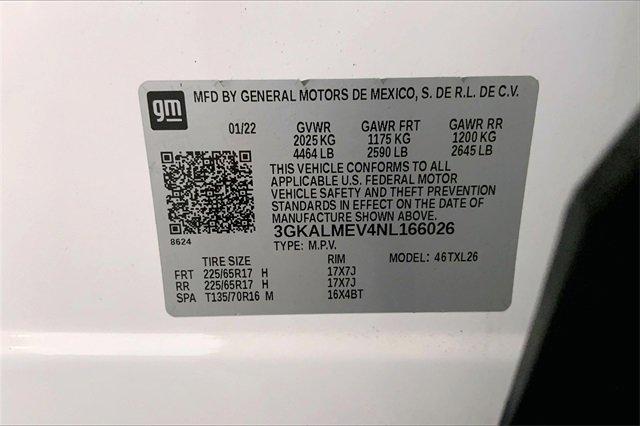 gm
MFD BY GENERAL MOTORS DE MEXICO, S. DE R.L. DE C.V.
01/22 GVWR GAWR FRT GAWR RR
2025 KG 1175 KG 1200 KG
4464 LB 2590 LB 2645 LB
THIS VEHICLE CONFORMS TO ALL
APPLICABLE U.S. FEDERAL MOTOR
VEHICLE SAFETY AND THEFT PREVENTION
STANDARDS IN EFFECT ON THE DATE OF
MANUFACTURE SHOWN ABOVE.
8624
3GKALMEV4NL166026
TYPE: M.P.V.
TIRE SIZE RIM MODEL: 46TXL26
FRT 225/65R17 H 17X7J
RR 225/65R17 H 17X7J
SPA T135/70R16 M 16X4BT